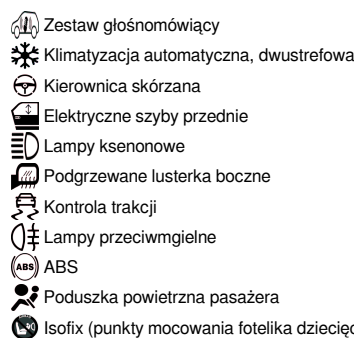 Zestaw głośnomówiący
Klimatyzacja automatyczna, dwustrefowa
Kierownica skórzana
Elektryczne szyby przednie
Lampy ksenonowe
Podgrzewane lusterka boczne
Kontrola trakcji
Lampy przeciwmgielne
(ABS) ABS
Poduszka powietrzna pasażera
Isofix (punkty mocowania fotelika dziecięc